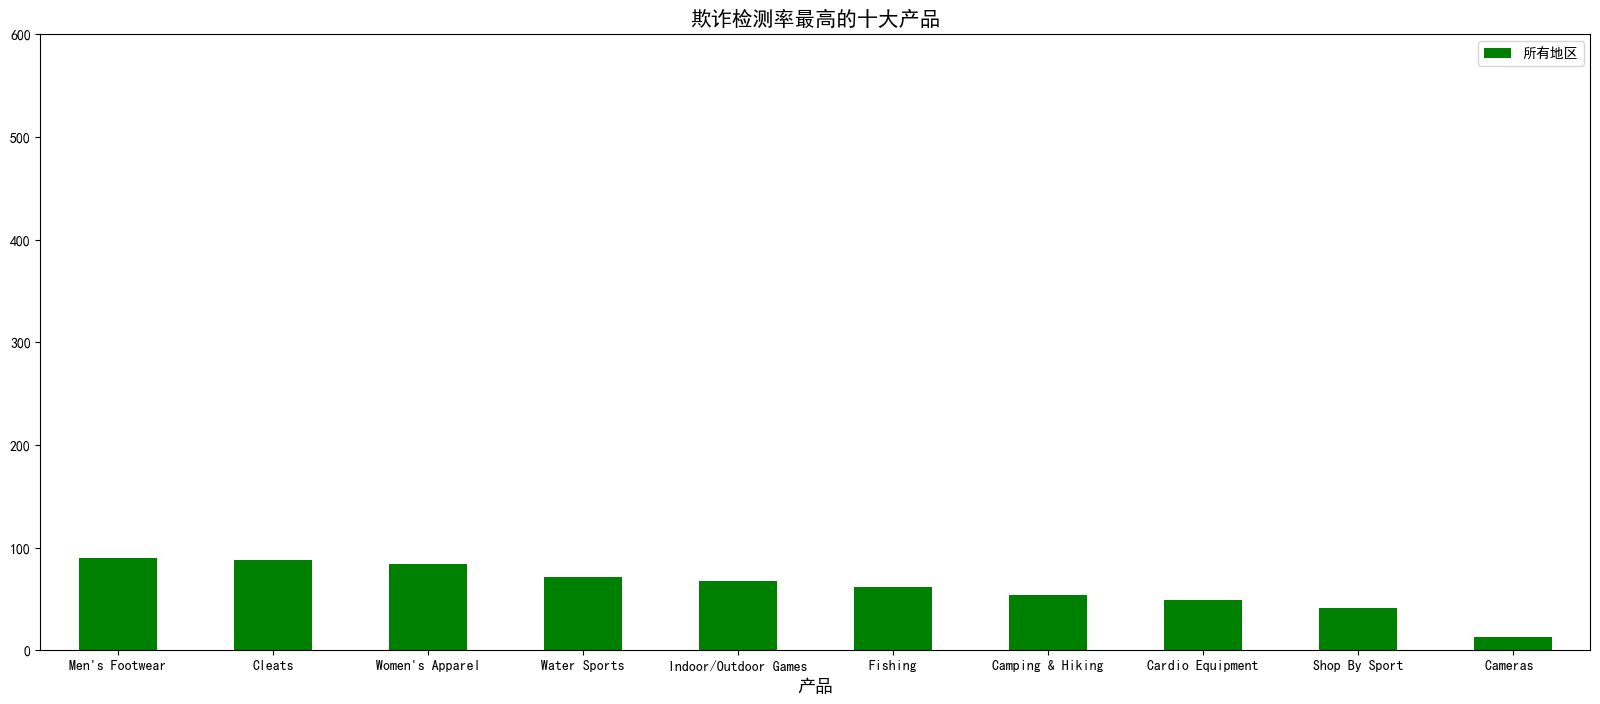 欺诈检测率最高的十大产品
所有地区
600
500
400
300
200
100
0
Men's Footwear
Cleats
Women's Apparel
Water Sports
Indoor/Outdoor Games
Fishing
Camping & Hiking
Cardio Equipment
Shop By Sport
Cameras
产品